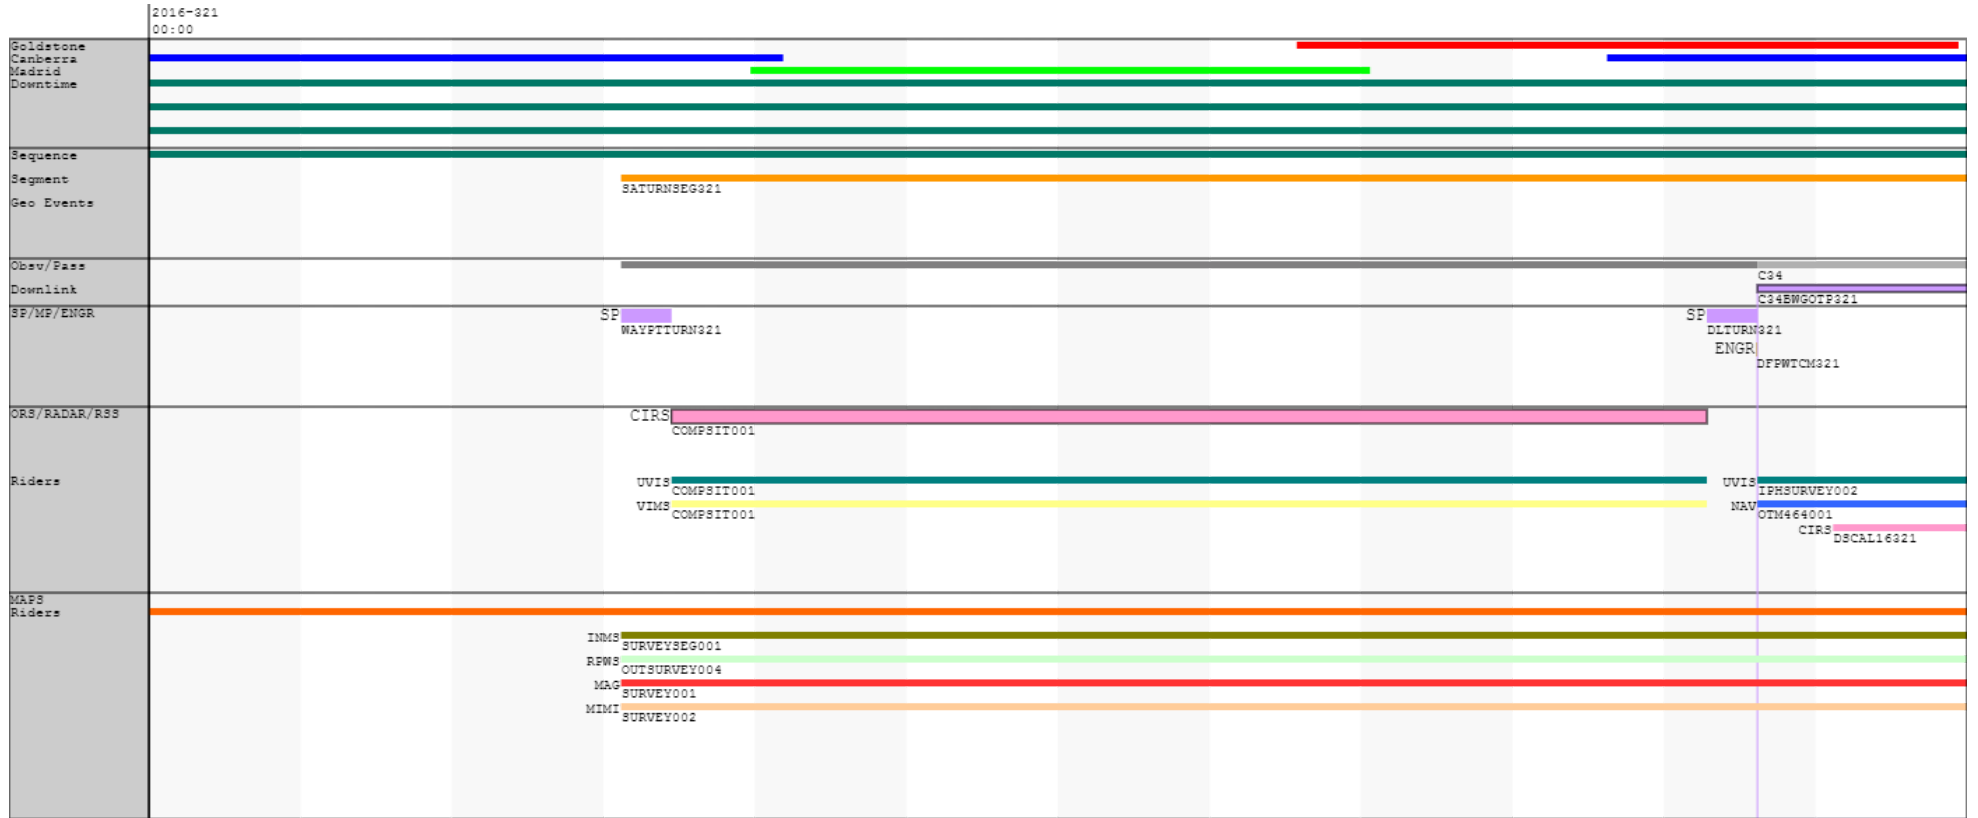 2016-321
00:00
Goldstone
Canberra
Madrid
Downtime
Sequence
Segment
SATURNSEG321
Geo Events
Obsv/Pass
C34
Downlink
C34BWGOTP321
SP/MP/ENGR
SP
SP
WAYPTTURN321
DLTURN321
ENGR
DFPWTCM321
ORS/RADAR/RSS
CIRS
COMPSIT001
Riders
UVIS
UVIS
COMPSIT001
IPHSURVEY002
VIMS
NAV
COMPSIT001
OTM464001
CIRS
DSCAL16321
MAPS
Riders
INMS
SURVEYSEG001
RPWS
OUTSURVEY004
MAG
SURVEY001
MIMI
SURVEY002